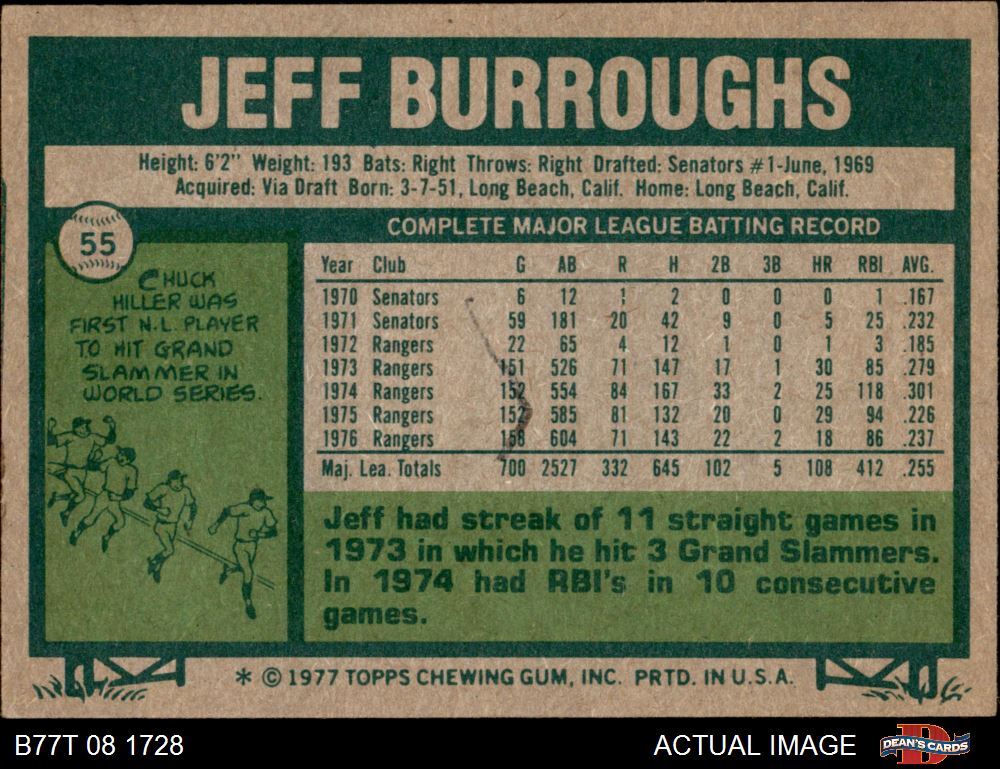 JEFF BURROUGHS
Height: 6'2" Weight: 193 Bats: Right Throws: Right Drafted: Senators #1-June, 1969
Acquired: Via Draft Born: 3-7-51, Long Beach, Calif. Home: Long Beach, Calif.
55
CHUCK
HILLER WAS
FIRST N.L. PLAYER
TO HIT GRAND
SLAMMER IN
WORLD SERIES.
COMPLETE MAJOR LEAGUE BATTING RECORD
Year Club G AB R H 2B 3B HR RBI AVG.
1970 Senators 6 12 1 2 0 0 0 1 .167
1971 Senators 59 181 20 42 9 0 5 25 .232
1972 Rangers 22 65 4 12 1 0 1 3 .185
1973 Rangers 151 526 71 147 17 1 30 85 .279
1974 Rangers 152 554 84 167 33 2 25 118 .301
1975 Rangers 152 585 81 132 20 0 29 94 .226
1976 Rangers 158 604 71 143 22 2 18 86 .237
Maj. Lea. Totals 700 2527 332 645 102 5 108 412 .255
Jeff had streak of 11 straight games in
1973 in which he hit 3 Grand Slammers.
In 1974 had RBI's in 10 consecutive
games.
* © 1977 TOPPS CHEWING GUM, INC. PRTD. IN U.S.A.
B77T 08 1728
ACTUAL IMAGE
DEAN'S CARDS